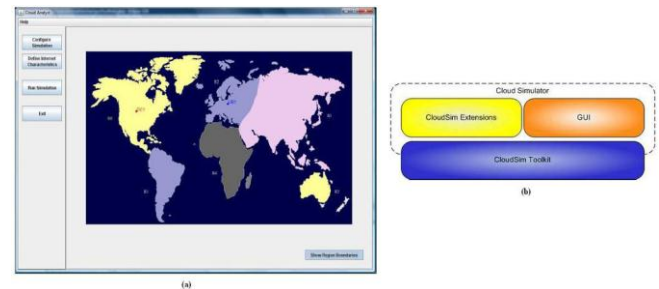 Cloud Analyst
Help
Configure
Simulation
Define Internet
Characteristics
Run Simulation
Exit
Show Region Boundaries
(a)
Cloud Simulator
CloudSim Extensions
GUI
CloudSim Toolkit
(b)